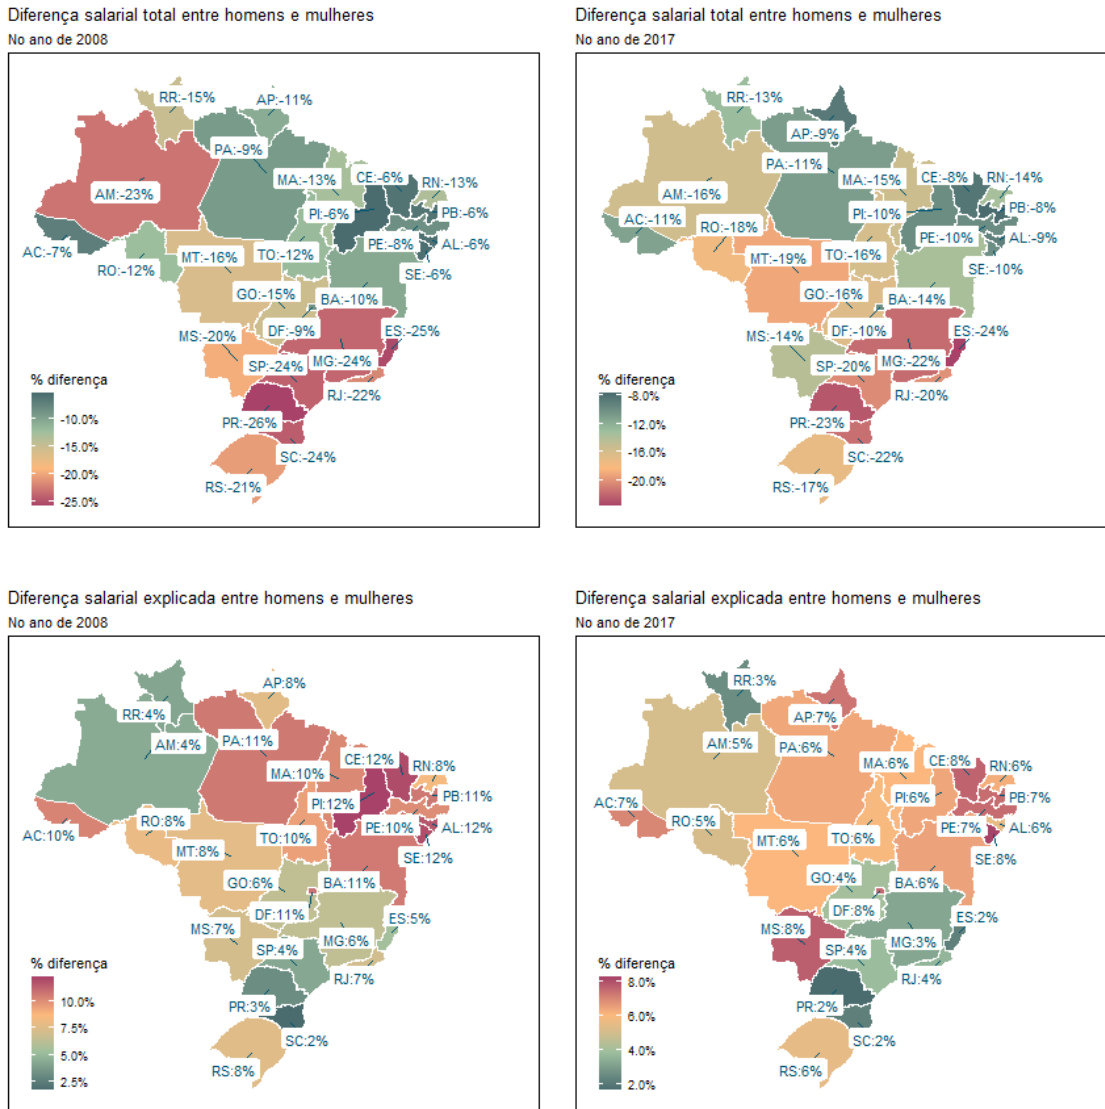 Diferença salarial total entre homens e mulheres
No ano de 2008
RR:-15%
AP:-11%
PA:-9%
MA:-13%
CE:-6%
RN:-13%
AM:-23%
PI:-6%
PB:-6%
AC:-7%
PE:-8%
AL:-6%
RO:-12%
MT:-16%
TO:-12%
SE:-6%
GO:-15%
BA:-10%
MS:-20%
DF:-9%
ES:-25%
SP:-24%
MG:-24%
RJ:-22%
PR:-26%
SC:-24%
RS:-21%
% diferença
-10.0%
-15.0%
-20.0%
-25.0%
Diferença salarial total entre homens e mulheres
No ano de 2017
RR:-13%
AP:-9%
PA:-11%
MA:-15%
CE:-8%
RN:-14%
AM:-16%
PI:-10%
PB:-8%
AC:-11%
RO:-18%
PE:-10%
AL:-9%
MT:-19%
TO:-16%
SE:-10%
GO:-16%
BA:-14%
MS:-14%
DF:-10%
ES:-24%
SP:-20%
MG:-22%
RJ:-20%
PR:-23%
SC:-22%
RS:-17%
% diferença
-8.0%
-12.0%
-16.0%
-20.0%
Diferença salarial explicada entre homens e mulheres
No ano de 2008
AP:8%
RR:4%
AM:4%
PA:11%
CE:12%
RN:8%
MA:10%
PI:12%
PB:11%
AC:10%
RO:8%
PE:10%
AL:12%
TO:10%
MT:8%
SE:12%
GO:6%
BA:11%
DF:11%
ES:5%
MS:7%
SP:4%
MG:6%
RJ:7%
PR:3%
SC:2%
RS:8%
% diferença
10.0%
7.5%
5.0%
2.5%
Diferença salarial explicada entre homens e mulheres
No ano de 2017
RR:3%
AP:7%
AM:5%
PA:6%
CE:8%
RN:6%
MA:6%
PI:6%
PB:7%
AC:7%
RO:5%
PE:7%
AL:6%
MT:6%
TO:6%
SE:8%
GO:4%
BA:6%
DF:8%
ES:2%
MS:8%
SP:4%
MG:3%
RJ:4%
PR:2%
SC:2%
RS:6%
% diferença
8.0%
6.0%
4.0%
2.0%